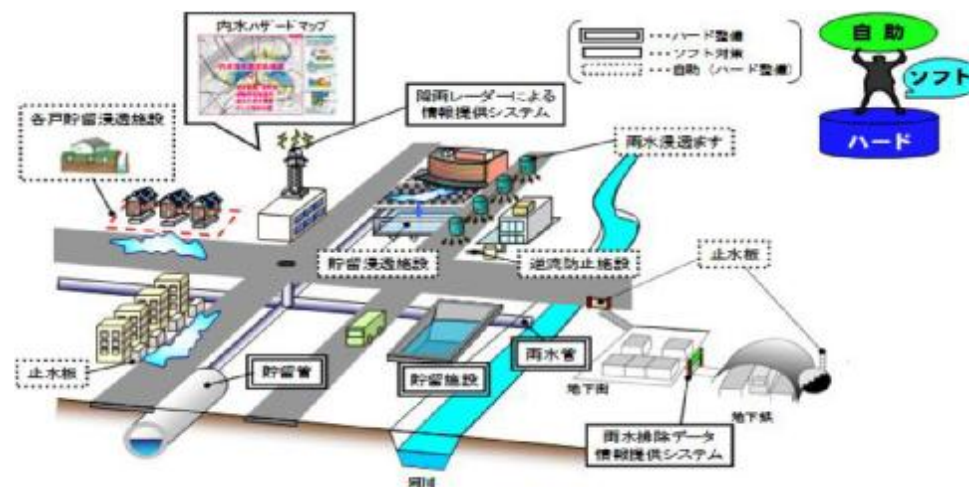 内水ハザードマップ
・・・ハード整備
・・・ソフト対策
・・・自助（ハード整備）
自助
ソフト
ハード
各戸貯留浸透施設
降雨レーダーによる
情報提供システム
雨水浸透ます
貯留浸透施設
逆流防止施設
止水板
止水板
貯留管
貯留施設
雨水管
地下街
地下鉄
雨水排除データ
情報提供システム
河川